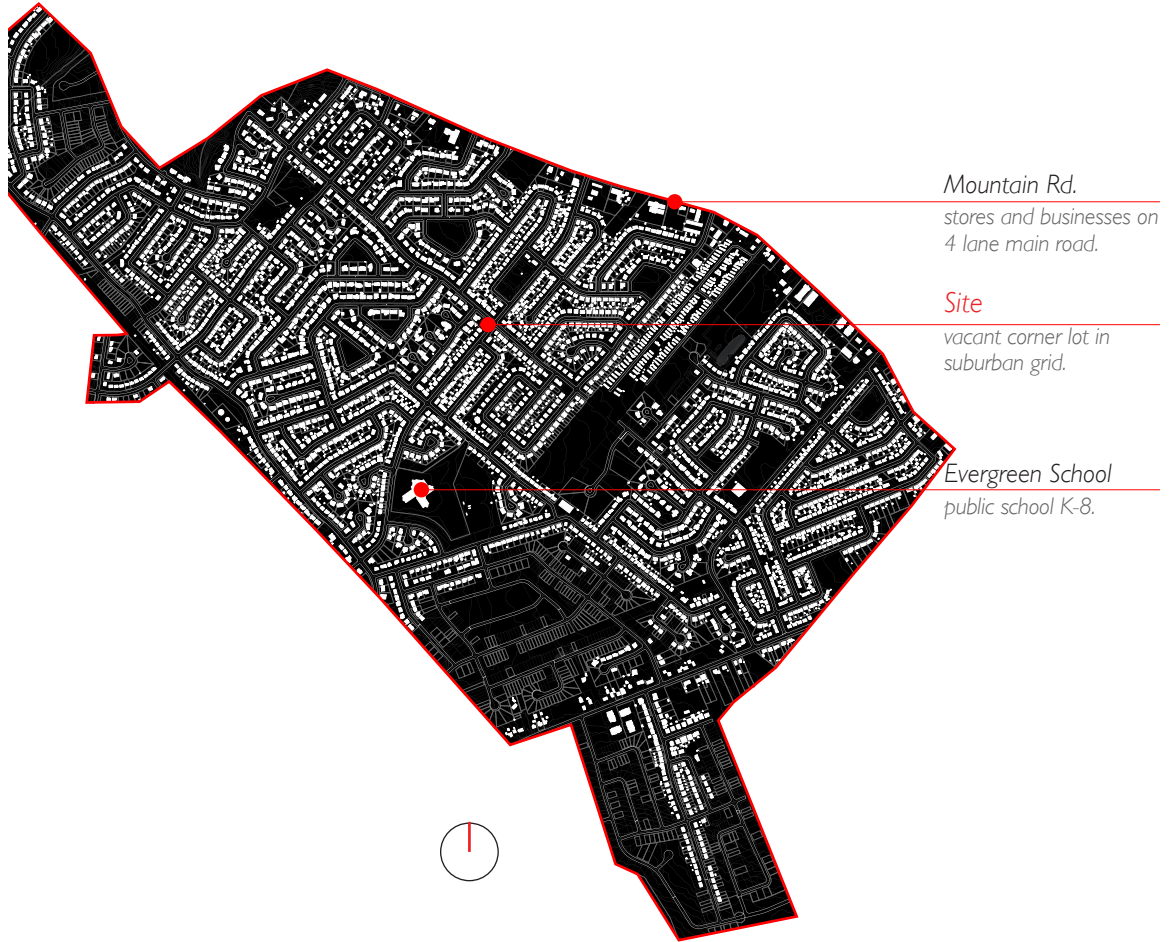 Mountain Rd.
stores and businesses on
4 lane main road.
Site
vacant corner lot in
suburban grid.
Evergreen School
public school K-8.